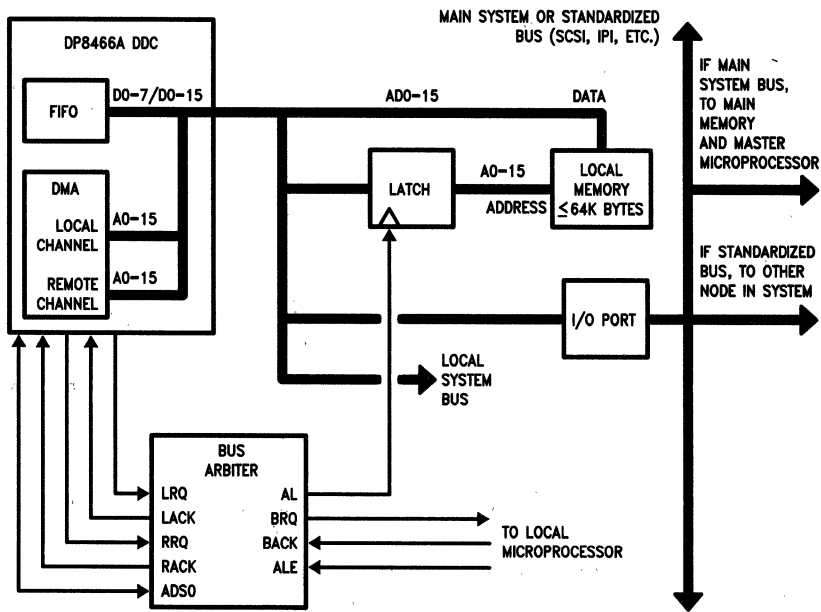 MAIN SYSTEM OR STANDARDIZED
BUS (SCSI, IPI, ETC.)
DP8466A DDC
FIFO
D0-7/D0-15
AD0-15
DATA
IF MAIN
SYSTEM BUS,
TO MAIN
MEMORY
AND MASTER
MICROPROCESSOR
DMA
LOCAL
CHANNEL
A0-15
REMOTE
CHANNEL
A0-15
LATCH
A0-15
ADDRESS
LOCAL
MEMORY
≤64K BYTES
IF STANDARDIZED
BUS, TO OTHER
NODE IN SYSTEM
I/O PORT
LOCAL
SYSTEM
BUS
BUS
ARBITER
LRQ
LACK
RRQ
RACK
ADS0
AL
BRQ
BACK
ALE
TO LOCAL
MICROPROCESSOR